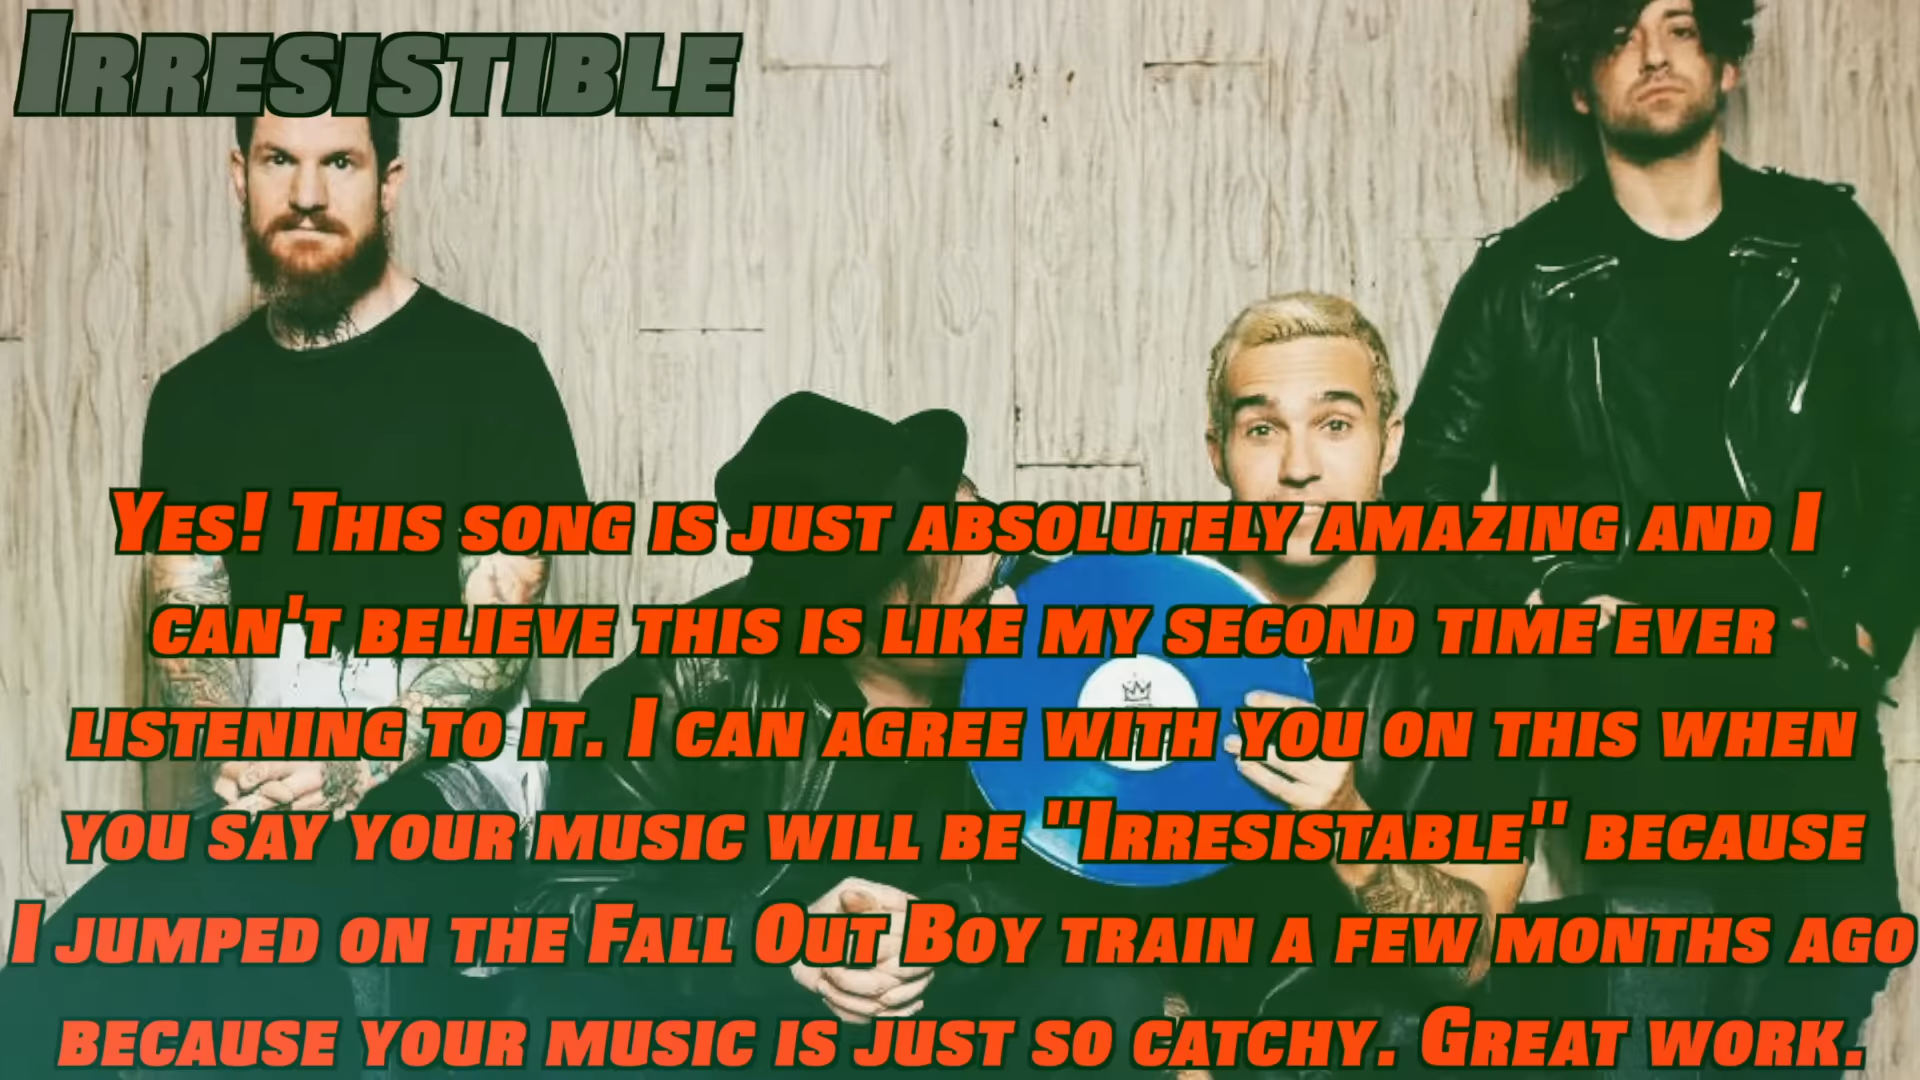 Irresistible
Yes! This song is just absolutely amazing and I
can't believe this is like my second time ever
listening to it. I can agree with you on this when
you say your music will be "Irresistable" because
I jumped on the Fall Out Boy train a few months ago
because your music is just so catchy. Great work.